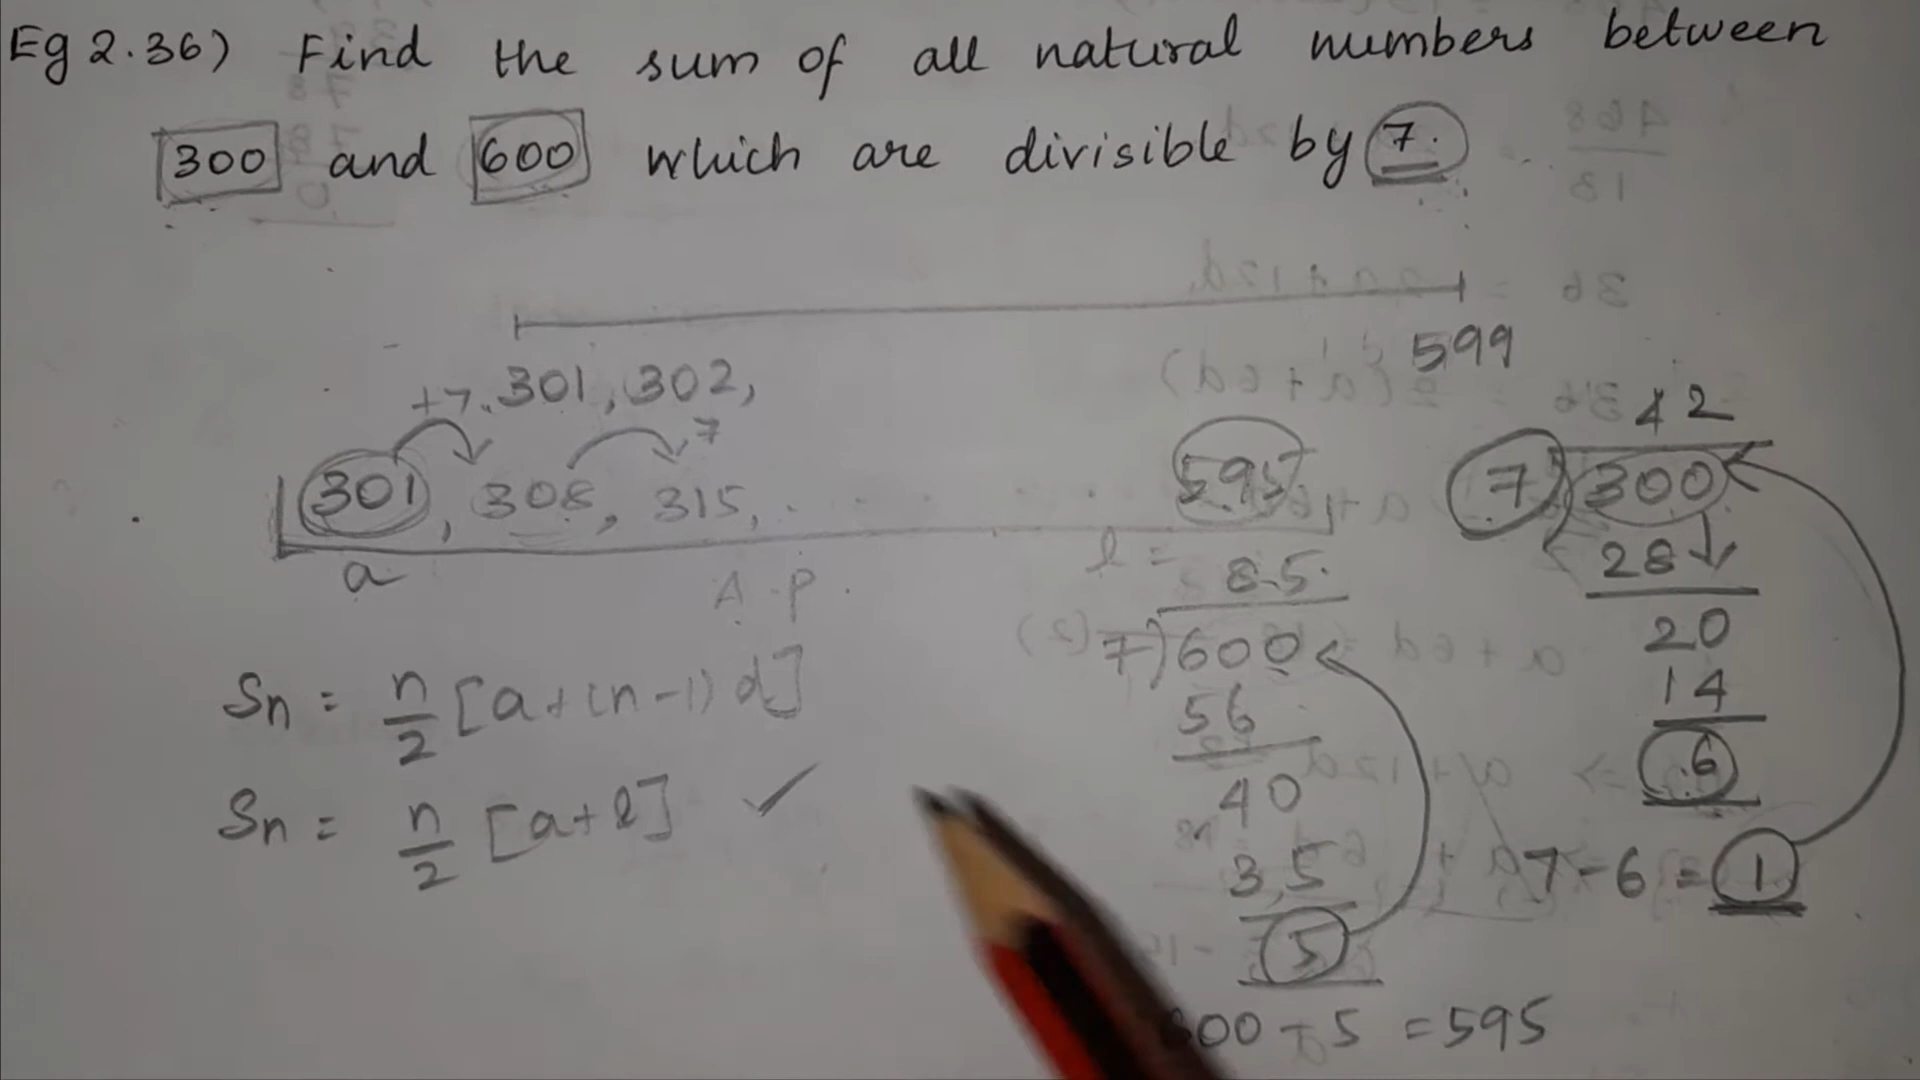 Eg 2.36) Find the sum of all natural numbers between
300 and 600 which are divisible by 7.
599
+7. 301, 302,
7
301, 308, 315, . . . . 595
a
A.P.
l =
42
7)300
28
20
14
6
7-6=1
85.
7)600
56
40
35
5
600-5=595
Sn = n/2 [a+(n-1)d]
Sn = n/2 [a+l] ✓